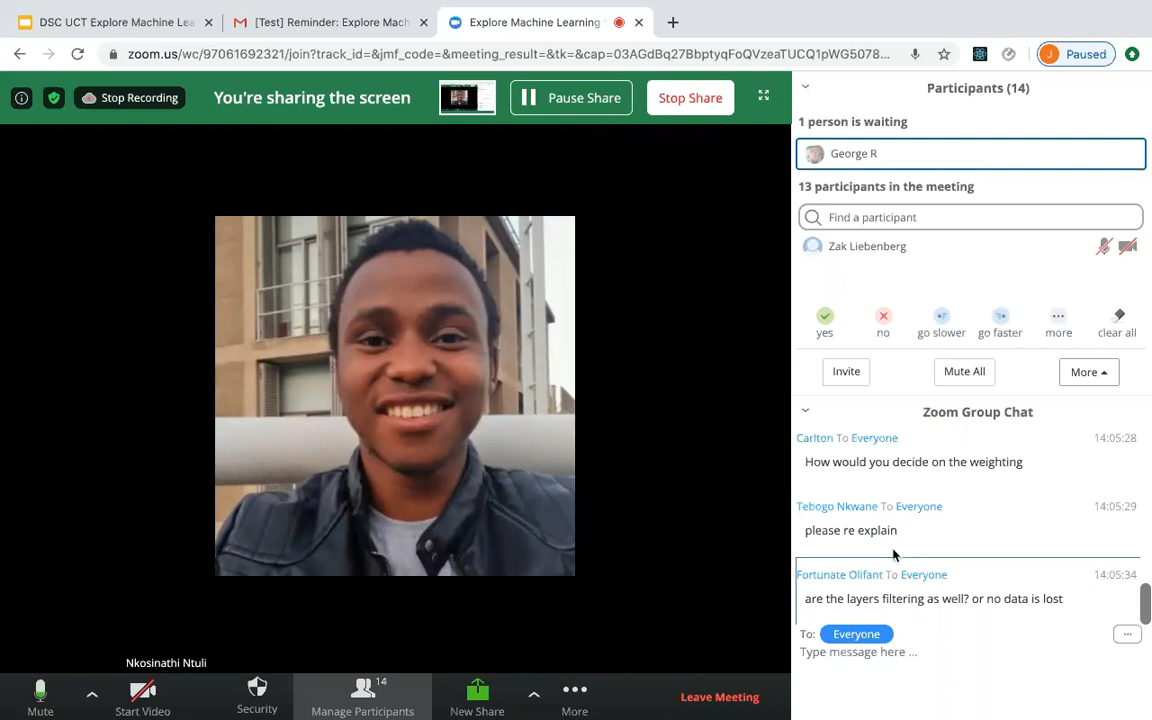 DSC UCT Explore Machine Lea
[Test] Reminder: Explore Mach
Explore Machine Learning
zoom.us/wc/97061692321/join?track_id=&jmf_code=&meeting_result=&tk=&cap=03AGdBq27BbptyqFoQVzeaTUCQ1pWG5078...
J Paused
Stop Recording
You're sharing the screen
Pause Share
Stop Share
Participants (14)
1 person is waiting
George R
13 participants in the meeting
Find a participant
Zak Liebenberg
yes no go slower go faster more clear all
Invite Mute All More
Zoom Group Chat
Carlton To Everyone 14:05:28
How would you decide on the weighting
Tebogo Nkwane To Everyone 14:05:29
please re explain
Fortunate Olifant To Everyone 14:05:34
are the layers filtering as well? or no data is lost
To: Everyone ...
Type message here ...
Nkosinathi Ntuli
Mute Start Video Security Manage Participants 14 New Share More Leave Meeting